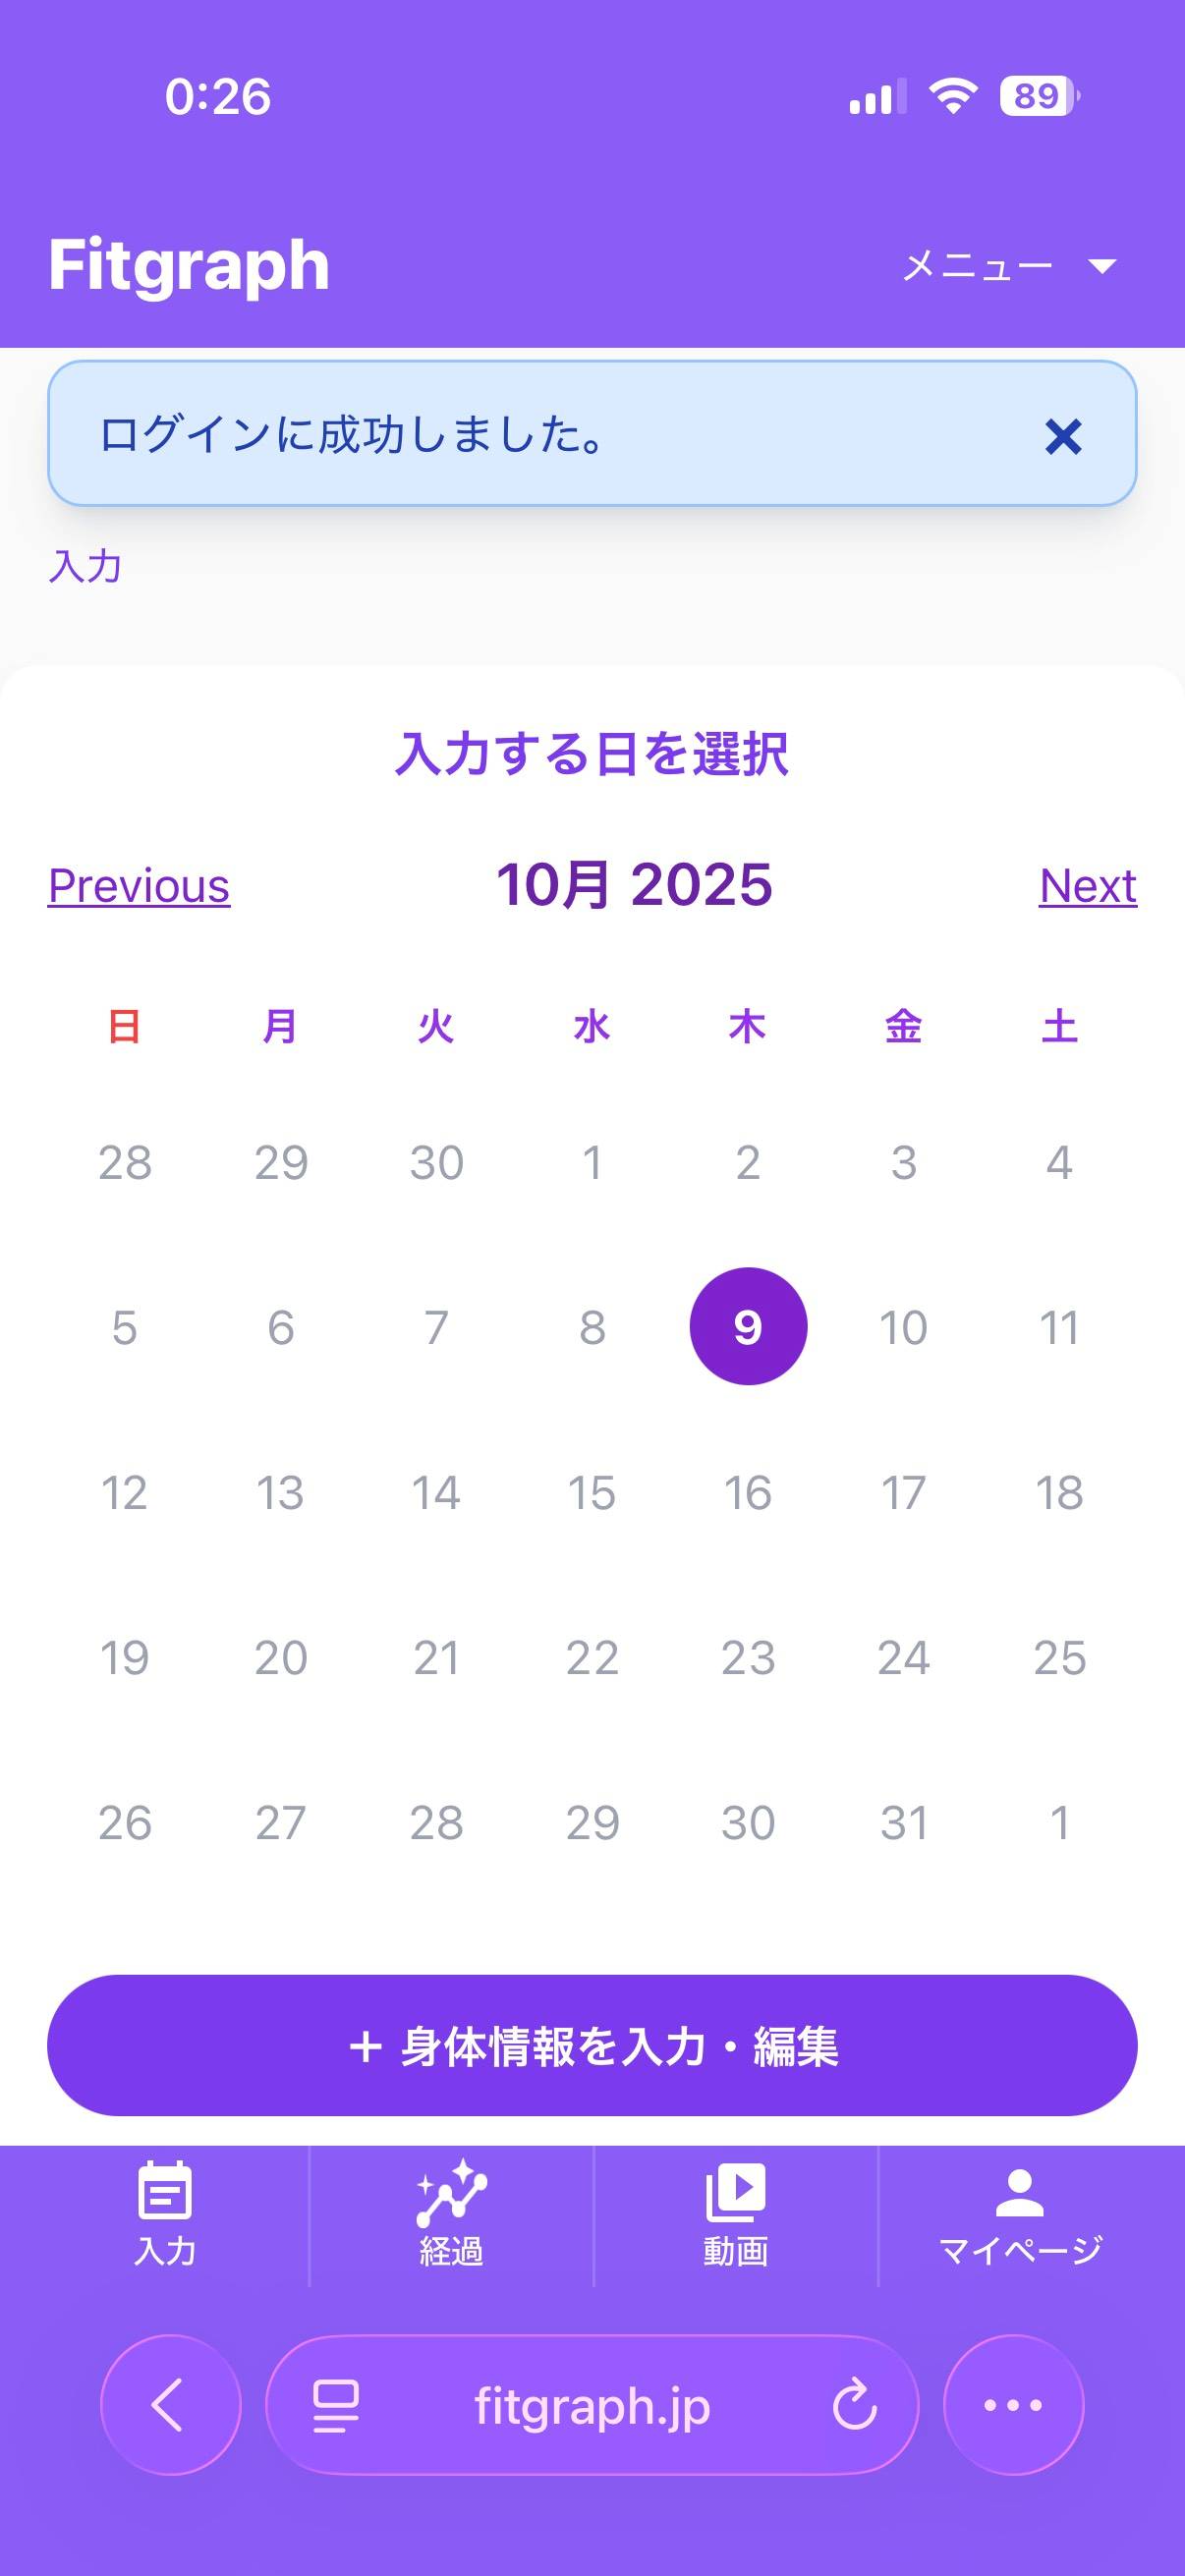 0:26
89
Fitgraph
メニュー
ログインに成功しました。
入力
入力する日を選択
Previous 10月 2025 Next
日 月 火 水 木 金 土
28 29 30 1 2 3 4
5 6 7 8 9 10 11
12 13 14 15 16 17 18
19 20 21 22 23 24 25
26 27 28 29 30 31 1
+ 身体情報を入力・編集
入力 経過 動画 マイページ
fitgraph.jp